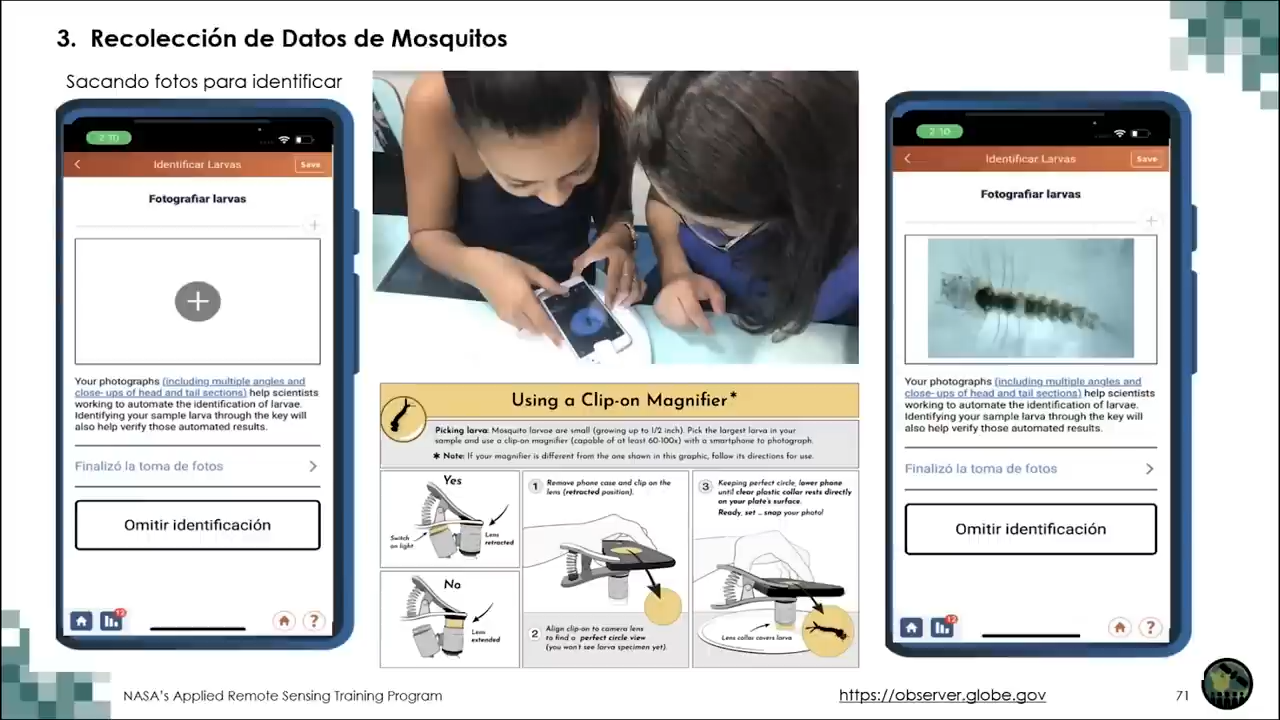 3. Recolección de Datos de Mosquitos
Sacando fotos para identificar
2:10
Identificar Larvas
Save
Fotografiar larvas
+
+
Your photographs (including multiple angles and
close- ups of head and tail sections) help scientists
working to automate the identification of larvae.
Identifying your sample larva through the key will
also help verify those automated results.
Finalizó la toma de fotos
Omitir identificación
12
?
Using a Clip-on Magnifier*
Picking larva: Mosquito larvae are small (growing up to 1/2 inch). Pick the largest larva in your
sample and use a clip-on magnifier (capable of at least 60-100x) with a smartphone to photograph.
* Note: If your magnifier is different from the one shown in this graphic, follow its directions for use.
Yes
Switch
on light
Lens
retracted
No
Lens
extended
1 Remove phone case and clip on the
lens (retracted position).
2 Align clip-on to camera lens
to find a perfect circle view
(you won't see larva specimen yet).
3 Keeping perfect circle, lower phone
until clear plastic collar rests directly
on your plate's surface.
Ready, set ... snap your photo!
Lens collar covers larva
2:10
Identificar Larvas
Save
Fotografiar larvas
+
Your photographs (including multiple angles and
close- ups of head and tail sections) help scientists
working to automate the identification of larvae.
Identifying your sample larva through the key will
also help verify those automated results.
Finalizó la toma de fotos
Omitir identificación
12
?
NASA's Applied Remote Sensing Training Program
https://observer.globe.gov
71